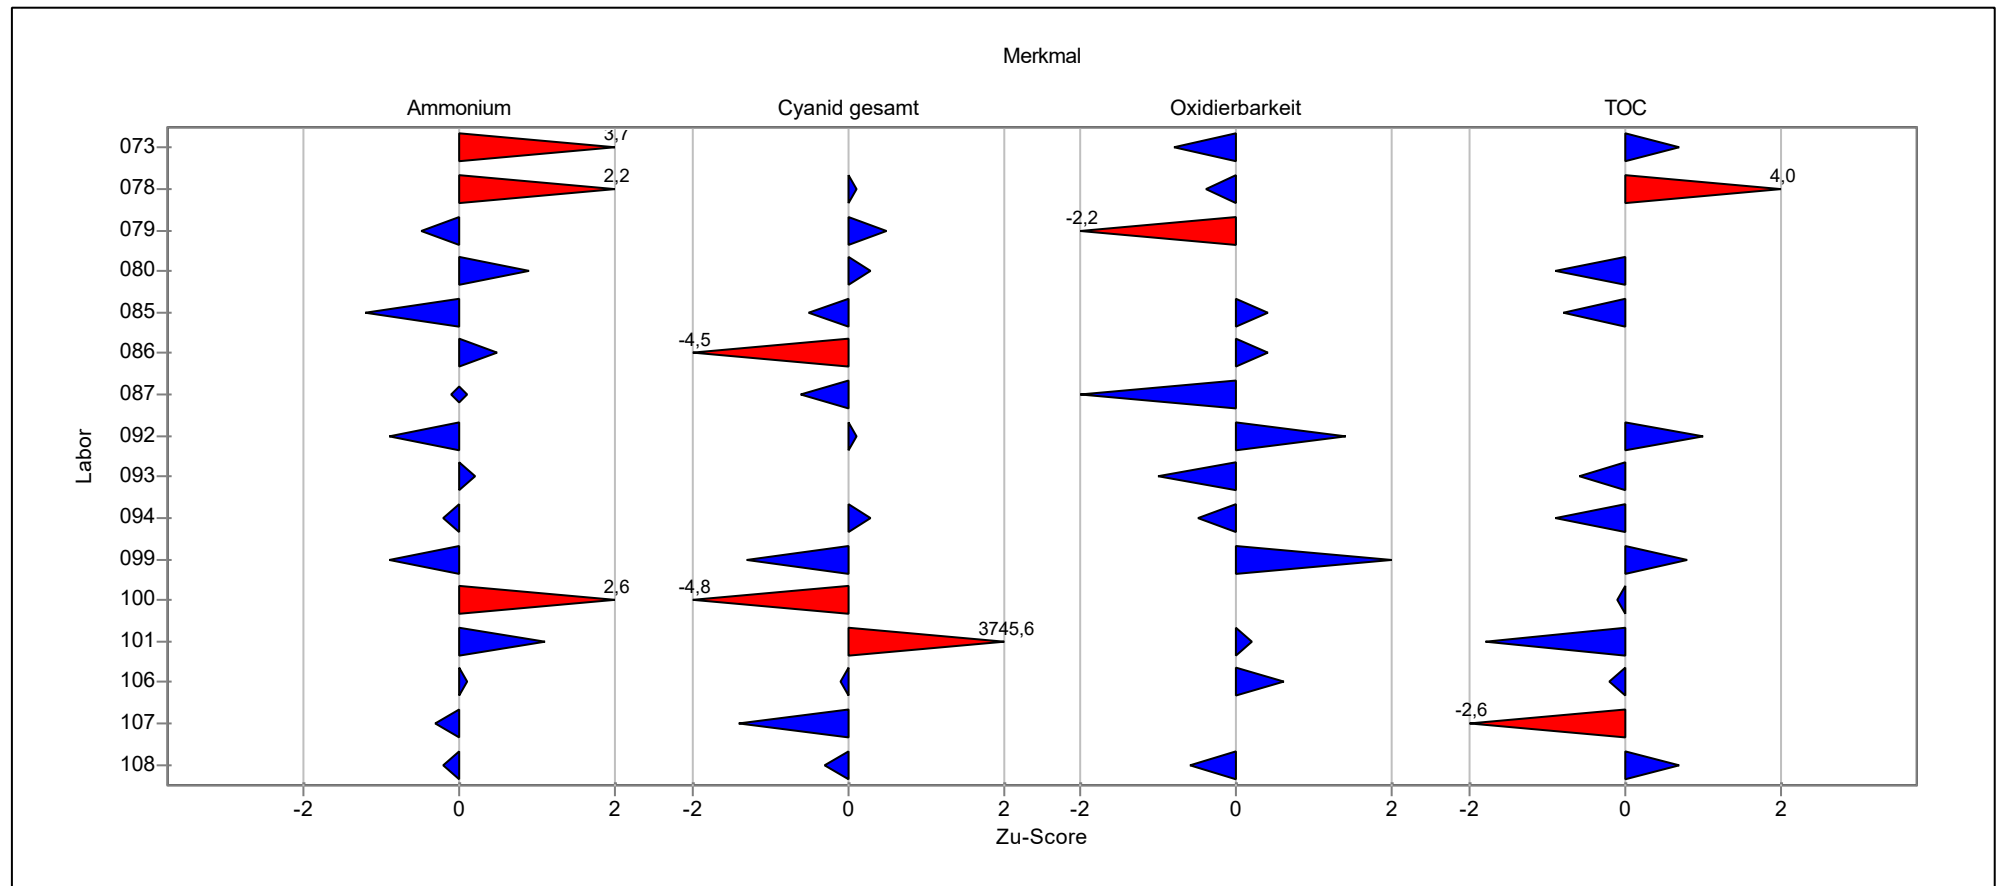 Merkmal
Ammonium Cyanid gesamt Oxidierbarkeit TOC
073 3,7
078 2,2 4,0
079 -2,2
080
085
086 -4,5
087
092
093
094
099
100 2,6 -4,8
101 3745,6
106
107 -2,6
108
Labor
-2 0 2 -2 0 2 -2 0 2 -2 0 2
Zu-Score